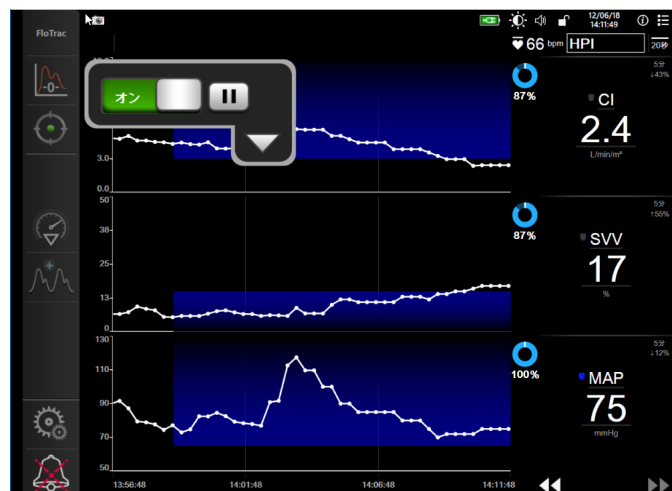 FloTrac
12/06/18
14:11:49
66 bpm
HPI
20秒
-0-
オン
3.0
0.0
87%
5分
↓43%
CI
2.4
L/min/m²
50
38
25
13
0
87%
5分
↑55%
SVV
17
%
130
110
90
70
50
100%
5分
↓12%
MAP
75
mmHg
13:56:48
14:01:48
14:06:48
14:11:48